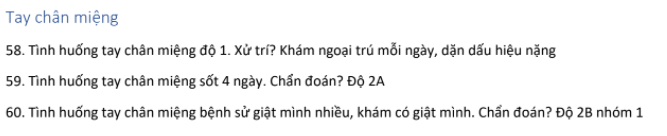 Tay chân miệng
58. Tình huống tay chân miệng độ 1. Xử trí? Khám ngoại trú mỗi ngày, dặn dấu hiệu nặng
59. Tình huống tay chân miệng sốt 4 ngày. Chẩn đoán? Độ 2A
60. Tình huống tay chân miệng bệnh sử giật mình nhiều, khám có giật mình. Chẩn đoán? Độ 2B nhóm 1